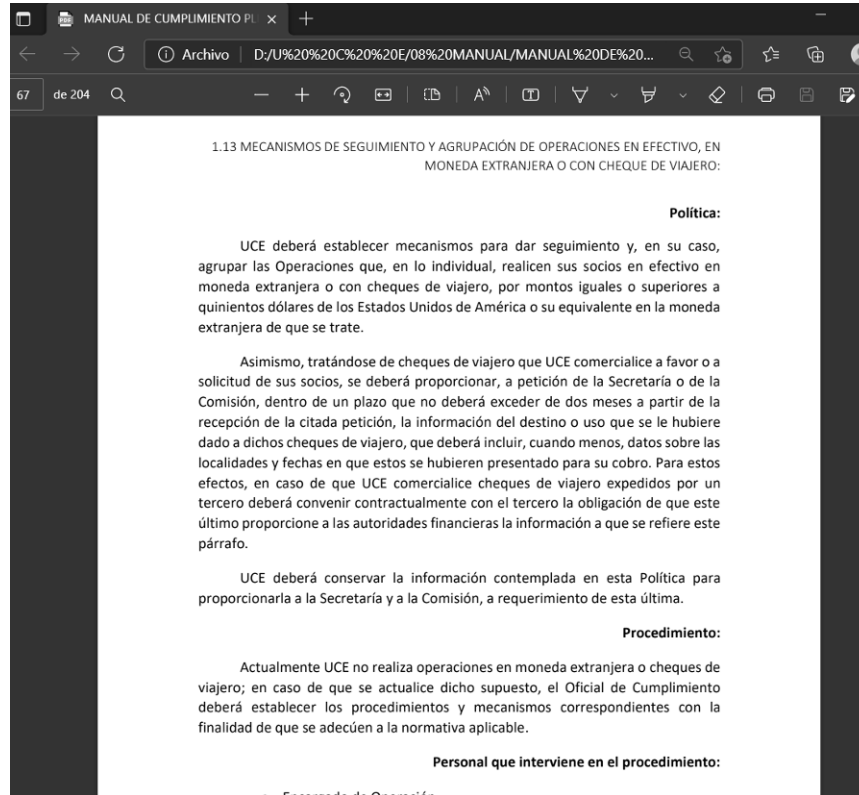 MANUAL DE CUMPLIMIENTO PL
Archivo D:/U%20%20C%20%20E/08%20MANUAL/MANUAL%20DE%20...
67 de 204
1.13 MECANISMOS DE SEGUIMIENTO Y AGRUPACIÓN DE OPERACIONES EN EFECTIVO, EN
MONEDA EXTRANJERA O CON CHEQUE DE VIAJERO:
Política:
UCE deberá establecer mecanismos para dar seguimiento y, en su caso,
agrupar las Operaciones que, en lo individual, realicen sus socios en efectivo en
moneda extranjera o con cheques de viajero, por montos iguales o superiores a
quinientos dólares de los Estados Unidos de América o su equivalente en la moneda
extranjera de que se trate.
Asimismo, tratándose de cheques de viajero que UCE comercialice a favor o a
solicitud de sus socios, se deberá proporcionar, a petición de la Secretaría o de la
Comisión, dentro de un plazo que no deberá exceder de dos meses a partir de la
recepción de la citada petición, la información del destino o uso que se le hubiere
dado a dichos cheques de viajero, que deberá incluir, cuando menos, datos sobre las
localidades y fechas en que estos se hubieren presentado para su cobro. Para estos
efectos, en caso de que UCE comercialice cheques de viajero expedidos por un
tercero deberá convenir contractualmente con el tercero la obligación de que este
último proporcione a las autoridades financieras la información a que se refiere este
párrafo.
UCE deberá conservar la información contemplada en esta Política para
proporcionarla a la Secretaría y a la Comisión, a requerimiento de esta última.
Procedimiento:
Actualmente UCE no realiza operaciones en moneda extranjera o cheques de
viajero; en caso de que se actualice dicho supuesto, el Oficial de Cumplimiento
deberá establecer los procedimientos y mecanismos correspondientes con la
finalidad de que se adecúen a la normativa aplicable.
Personal que interviene en el procedimiento:
Encargado de Operación